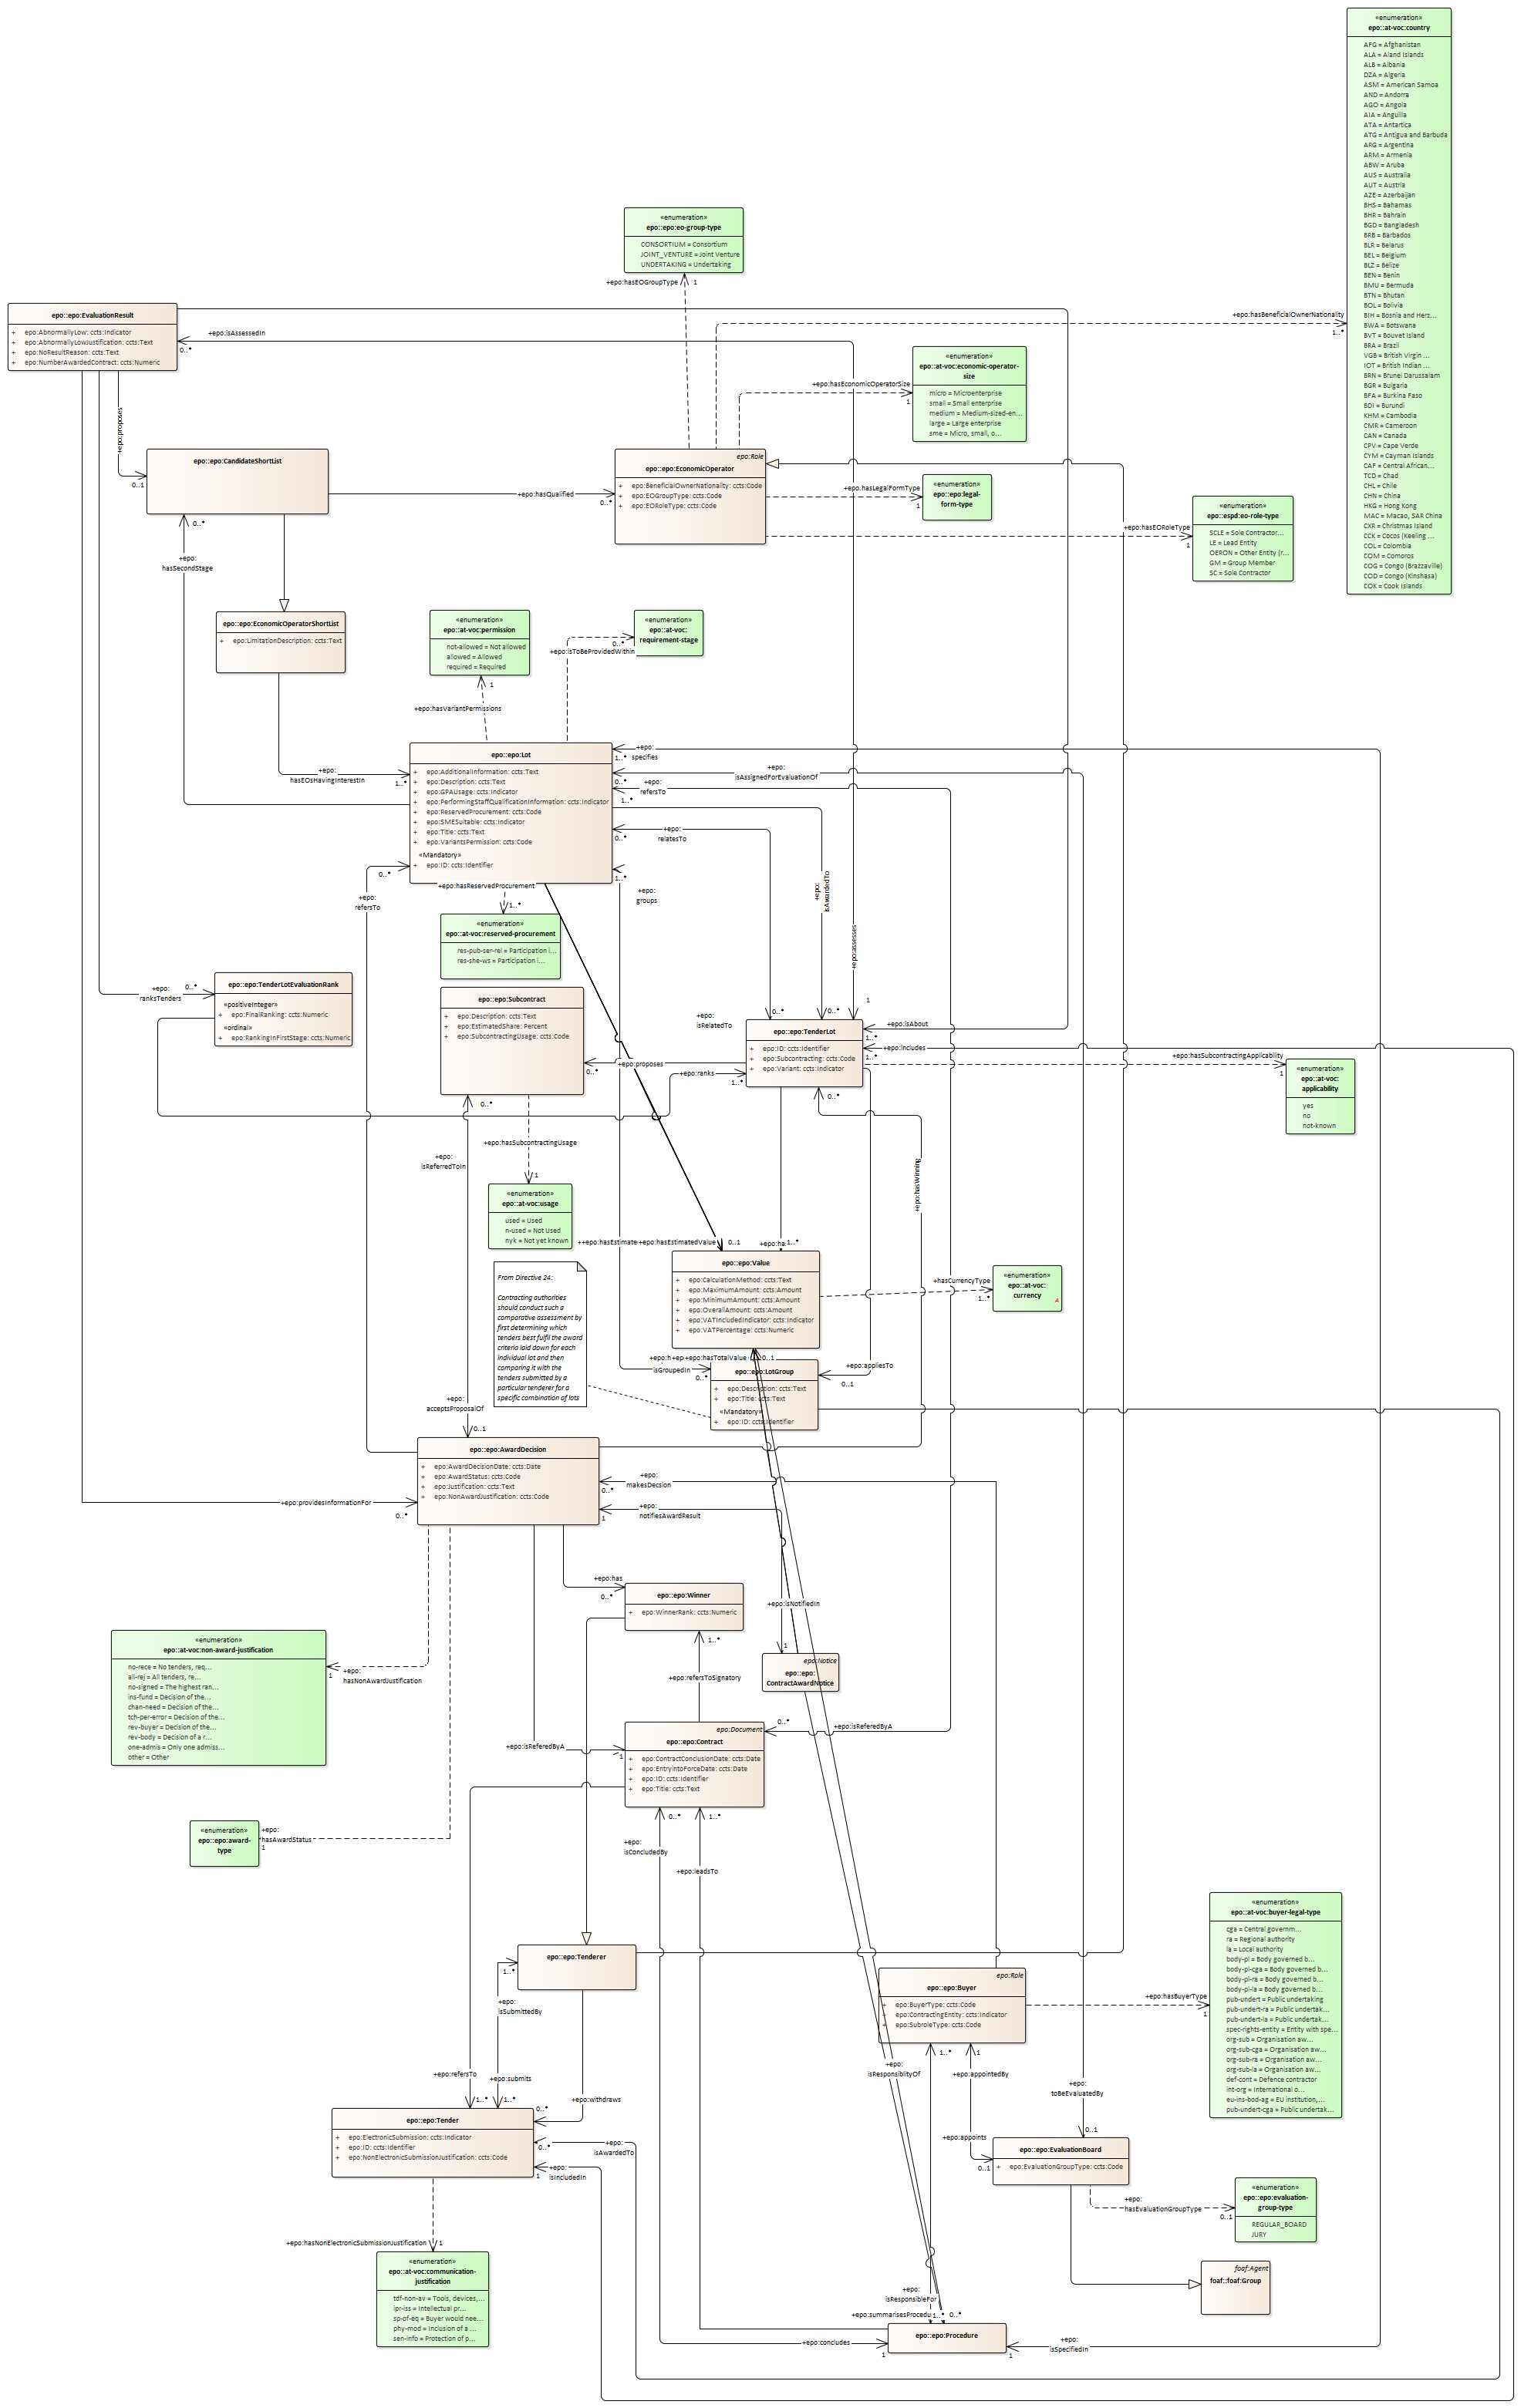 «enumeration»
epo::at-voc:country
AFG = Afghanistan
ALA = Aland Islands
ALB = Albania
DZA = Algeria
ASM = American Samoa
AND = Andorra
AGO = Angola
AIA = Anguilla
ATA = Antartica
ATG = Antigua and Barbuda
ARG = Argentina
ARM = Armenia
ABW = Aruba
AUS = Australia
AUT = Austria
AZE = Azerbaijan
BHS = Bahamas
BHR = Bahrain
BGD = Bangladesh
BRB = Barbados
BLR = Belarus
BEL = Belgium
BLZ = Belize
BEN = Benin
BMU = Bermuda
BTN = Bhutan
BOL = Bolivia
BIH = Bosnia and Herz...
BWA = Botswana
BVT = Bouvet Island
BRA = Brazil
VGB = British Virgin ...
IOT = British Indian ...
BRN = Brunei Darussalam
BGR = Bulgaria
BFA = Burkina Faso
BDI = Burundi
KHM = Cambodia
CMR = Cameroon
CAN = Canada
CPV = Cape Verde
CYM = Cayman Islands
CAF = Central African...
TCD = Chad
CHL = Chile
CHN = China
HKG = Hong Kong
MAC = Macao, SAR China
CXR = Christmas Island
CCK = Cocos (Keeling ...
COL = Colombia
COM = Comoros
COG = Congo (Brazzaville)
COD = Congo (Kinshasa)
COK = Cook Islands
«enumeration»
epo::epo:eo-group-type
CONSORTIUM = Consortium
JOINT_VENTURE = Joint Venture
UNDERTAKING = Undertaking
+epo:hasEOGroupType
1
epo::epo:EvaluationResult
+ epo:AbnormallyLow: ccts:Indicator
+ epo:AbnormallyLowJustification: ccts:Text
+ epo:NoResultReason: ccts:Text
+ epo:NumberAwardedContract: ccts:Numeric
+epo:isAssessedIn
0..*
+epo:hasBeneficialOwnerNationality
1..*
«enumeration»
epo::at-voc:economic-operator-
size
micro = Microenterprise
small = Small enterprise
medium = Medium-sized-en...
large = Large enterprise
sme = Micro, small, o...
+epo:hasEconomicOperatorSize
1
+epo:proposes
0..1
epo::epo:CandidateShortList
+epo:hasQualified
0..*
epo:Role
epo::epo:EconomicOperator
+ epo:BeneficialOwnerNationality: ccts:Code
+ epo:EOGroupType: ccts:Code
+ epo:EORoleType: ccts:Code
+epo:hasLegalFormType
1
«enumeration»
epo::epo:legal-
form-type
+epo:hasEORoleType
1
«enumeration»
epo::espd:eo-role-type
SCLE = Sole Contractor...
LE = Lead Entity
OERON = Other Entity (r...
GM = Group Member
SC = Sole Contractor
0..*
+epo:
hasSecondStage
epo::epo:EconomicOperatorShortList
+ epo:LimitationDescription: ccts:Text
«enumeration»
epo::at-voc:permission
not-allowed = Not allowed
allowed = Allowed
required = Required
1
+epo:hasVariantPermissions
«enumeration»
epo::at-voc:
requirement-stage
0..*
+epo:isToBeProvidedWithin
epo::epo:Lot
+ epo:AdditionalInformation: ccts:Text
+ epo:Description: ccts:Text
+ epo:GPAUsage: ccts:Indicator
+ epo:PerformingStaffQualificationInformation: ccts:Indicator
+ epo:ReservedProcurement: ccts:Code
+ epo:SMESuitable: ccts:Indicator
+ epo:Title: ccts:Text
+ epo:VariantsPermission: ccts:Code
«Mandatory»
+ epo:ID: ccts:Identifier
+epo:
hasEOsHavingInterestIn
1..*
+epo:
specifies
1..*
+epo:
isAssignedForEvaluationOf
0..*
+epo:
refersTo
1..*
+epo:
relatesTo
0..*
+epo:
isAwardedTo
+epo:assesses
0..*
+epo:
refersTo
1..*
+epo:
groups
+epo:hasReservedProcurement
1..*
«enumeration»
epo::at-voc:reserved-procurement
res-pub-ser-rel = Participation i...
res-she-ws = Participation i...
epo::epo:TenderLotEvaluationRank
«positiveInteger»
+ epo:FinalRanking: ccts:Numeric
«ordinal»
+ epo:RankingInFirstStage: ccts:Numeric
+epo:
ranksTenders
0..*
epo::epo:Subcontract
+ epo:Description: ccts:Text
+ epo:EstimatedShare: Percent
+ epo:SubcontractingUsage: ccts:Code
+epo:
isRelatedTo
0..*
0..*
1
epo::epo:TenderLot
+ epo:ID: ccts:Identifier
+ epo:Subcontracting: ccts:Code
+ epo:Variant: ccts:Indicator
+epo:isAbout
1..*
+epo:includes
1..*
+epo:hasSubcontractingApplicability
1
«enumeration»
epo::at-voc:
applicability
yes
no
not-known
+epo:proposes
0..*
+epo:ranks
1..*
0..*
0..*
+epo:hasSubcontractingUsage
1
+epo:
isReferredToIn
+epo:hasWinning
«enumeration»
epo::at-voc:usage
used = Used
n-used = Not Used
nyk = Not yet known
++epo:hasEstimate
+epo:hasEstimatedValue
0..1
+epo:ha
1..*
epo::epo:Value
+ epo:CalculationMethod: ccts:Text
+ epo:MaximumAmount: ccts:Amount
+ epo:MinimumAmount: ccts:Amount
+ epo:OverallAmount: ccts:Amount
+ epo:VATIncludedIndicator: ccts:Indicator
+ epo:VATPercentage: ccts:Numeric
+epo:hasCurrencyType
1..*
«enumeration»
epo::at-voc:
currency
From Directive 24:
Contracting authorities
should conduct such a
comparative assessment by
first determining which
tenders best fulfil the award
criteria laid down for each
individual lot and then
comparing it with the
tenders submitted by a
particular tenderer for a
specific combination of lots
+epo:h
+ep
+epo:hasTotalValue
0..1
+epo:
isGroupedIn
0..*
epo::epo:LotGroup
+ epo:Description: ccts:Text
+ epo:Title: ccts:Text
«Mandatory»
+ epo:ID: ccts:Identifier
+epo:appliesTo
0..1
+epo:
acceptsProposalOf
0..1
epo::epo:AwardDecision
+ epo:AwardDecisionDate: ccts:Date
+ epo:AwardStatus: ccts:Code
+ epo:Justification: ccts:Text
+ epo:NonAwardJustification: ccts:Code
+epo:providesInformationFor
0..*
+epo:
makesDecsion
0..*
+epo:
notifiesAwardResult
1
+epo:has
0..*
epo::epo:Winner
+ epo:WinnerRank: ccts:Numeric
+epo:isNotifiedIn
1
1..*
+epo:refersToSignatory
epo:Notice
epo::epo:
ContractAwardNotice
«enumeration»
epo::at-voc:non-award-justification
no-rece = No tenders, req...
all-rej = All tenders, re...
no-signed = The highest ran...
ins-fund = Decision of the...
chan-need = Decision of the...
tch-per-error = Decision of the...
rev-buyer = Decision of the...
rev-body = Decision of a r...
one-admis = Only one admiss...
other = Other
+epo:
hasNonAwardJustification
1
epo:Document
epo::epo:Contract
+ epo:ContractConclusionDate: ccts:Date
+ epo:EntryintoForceDate: ccts:Date
+ epo:ID: ccts:Identifier
+ epo:Title: ccts:Text
+epo:isReferedByA
1
0..*
+epo:isReferedByA
«enumeration»
epo::epo:award-
type
+epo:
hasAwardStatus
1
0..*
1..*
+epo:
isConcludedBy
+epo:leadsTo
«enumeration»
epo::at-voc:buyer-legal-type
cga = Central governm...
ra = Regional authority
la = Local authority
body-pl = Body governed b...
body-pl-cga = Body governed b...
body-pl-ra = Body governed b...
body-pl-la = Body governed b...
pub-undert = Public undertaking
pub-undert-ra = Public undertak...
pub-undert-la = Public undertak...
spec-rights-entity = Entity with spe...
org-sub = Organisation aw...
org-sub-cga = Organisation aw...
org-sub-ra = Organisation aw...
org-sub-la = Organisation aw...
def-cont = Defence contractor
int-org = International o...
eu-ins-bod-ag = EU institution,...
pub-undert-cga = Public undertak...
epo::epo:Tenderer
1..*
+epo:
isSubmittedBy
epo:Role
epo::epo:Buyer
+ epo:BuyerType: ccts:Code
+ epo:ContractingEntity: ccts:Indicator
+ epo:SubroleType: ccts:Code
+epo:hasBuyerType
1
1..*
1
+epo:
isResponsiblityOf
+epo:appointedBy
+epo:
toBeEvaluatedBy
+epo:refersTo
1..*
+epo:submits
1..*
+epo:withdraws
0..*
epo::epo:Tender
+ epo:ElectronicSubmission: ccts:Indicator
+ epo:ID: ccts:Identifier
+ epo:NonElectronicSubmissionJustification: ccts:Code
+epo:
isAwardedTo
0..*
+epo:
isIncludedIn
1
+epo:appoints
0..1
0..1
epo::epo:EvaluationBoard
+ epo:EvaluationGroupType: ccts:Code
+epo:
hasEvaluationGroupType
0..1
«enumeration»
epo::epo:evaluation-
group-type
REGULAR_BOARD
JURY
+epo:hasNonElectronicSubmissionJustification
1
«enumeration»
epo::at-voc:communication-
justification
tdf-non-av = Tools, devices,...
ipr-iss = Intellectual pr...
sp-of-eq = Buyer would nee...
phy-mod = Inclusion of a ...
sen-info = Protection of p...
foaf:Agent
foaf::foaf:Group
+epo:
isResponsibleFor
+epo:summarisesProcedu
1..*
0..*
epo::epo:Procedure
+epo:concludes
1
+epo:
isSpecifiedIn
1